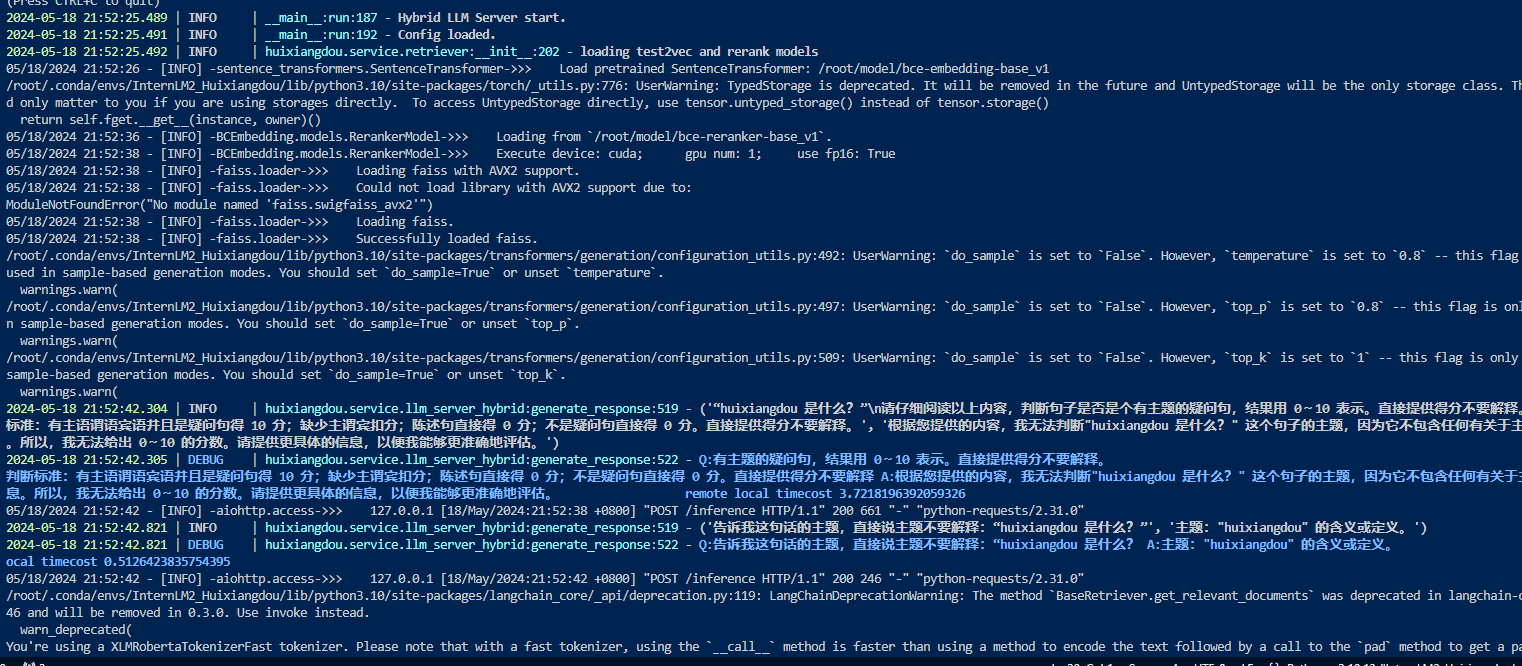 (Press CTRL+C to quit)
2024-05-18 21:52:25.489 | INFO     | __main__:run:187 - Hybrid LLM Server start.
2024-05-18 21:52:25.491 | INFO     | __main__:run:192 - Config loaded.
2024-05-18 21:52:25.492 | INFO     | huixiangdou.service.retriever:__init__:202 - loading test2vec and rerank models
05/18/2024 21:52:26 - [INFO] -sentence_transformers.SentenceTransformer->>>    Load pretrained SentenceTransformer: /root/model/bce-embedding-base_v1
/root/.conda/envs/InternLM2_Huixiangdou/lib/python3.10/site-packages/torch/_utils.py:776: UserWarning: TypedStorage is deprecated. It will be removed in the future and UntypedStorage will be the only storage class.
d only matter to you if you are using storages directly.  To access UntypedStorage directly, use tensor.untyped_storage() instead of tensor.storage()
  return self.fget.__get__(instance, owner)()
05/18/2024 21:52:36 - [INFO] -BCEmbedding.models.RerankerModel->>>    Loading from `/root/model/bce-reranker-base_v1`.
05/18/2024 21:52:38 - [INFO] -BCEmbedding.models.RerankerModel->>>    Execute device: cuda;      gpu num: 1;     use fp16: True
05/18/2024 21:52:38 - [INFO] -faiss.loader->>>    Loading faiss with AVX2 support.
05/18/2024 21:52:38 - [INFO] -faiss.loader->>>    Could not load library with AVX2 support due to:
ModuleNotFoundError("No module named 'faiss.swigfaiss_avx2'")
05/18/2024 21:52:38 - [INFO] -faiss.loader->>>    Loading faiss.
05/18/2024 21:52:38 - [INFO] -faiss.loader->>>    Successfully loaded faiss.
/root/.conda/envs/InternLM2_Huixiangdou/lib/python3.10/site-packages/transformers/generation/configuration_utils.py:492: UserWarning: `do_sample` is set to `False`. However, `temperature` is set to `0.8` -- this flag
used in sample-based generation modes. You should set `do_sample=True` or unset `temperature`.
  warnings.warn(
/root/.conda/envs/InternLM2_Huixiangdou/lib/python3.10/site-packages/transformers/generation/configuration_utils.py:497: UserWarning: `do_sample` is set to `False`. However, `top_p` is set to `0.8` -- this flag is onl
n sample-based generation modes. You should set `do_sample=True` or unset `top_p`.
  warnings.warn(
/root/.conda/envs/InternLM2_Huixiangdou/lib/python3.10/site-packages/transformers/generation/configuration_utils.py:509: UserWarning: `do_sample` is set to `False`. However, `top_k` is set to `1` -- this flag is only
sample-based generation modes. You should set `do_sample=True` or unset `top_k`.
  warnings.warn(
2024-05-18 21:52:42.304 | INFO     | huixiangdou.service.llm_server_hybrid:generate_response:519 - ('“huixiangdou 是什么？”\n请仔细阅读以上内容，判断句子是否是个有主题的疑问句，结果用 0～10 表示。直接提供得分不要解释。
标准：有主语谓语宾语并且是疑问句得 10 分；缺少主谓宾扣分；陈述句直接得 0 分；不是疑问句直接得 0 分。直接提供得分不要解释。', '根据您提供的内容，我无法判断"huixiangdou 是什么？" 这个句子的主题，因为它不包含任何有关于主
。所以，我无法给出 0～10 的分数。请提供更具体的信息，以便我能够更准确地评估。')
2024-05-18 21:52:42.305 | DEBUG    | huixiangdou.service.llm_server_hybrid:generate_response:522 - Q:有主题的疑问句，结果用 0～10 表示。直接提供得分不要解释。
判断标准：有主语谓语宾语并且是疑问句得 10 分；缺少主谓宾扣分；陈述句直接得 0 分；不是疑问句直接得 0 分。直接提供得分不要解释 A:根据您提供的内容，我无法判断"huixiangdou 是什么？" 这个句子的主题，因为它不包含任何有关于主
息。所以，我无法给出 0～10 的分数。请提供更具体的信息，以便我能够更准确地评估。                remote local timecost 3.7218196392059326
05/18/2024 21:52:42 - [INFO] -aiohttp.access->>>    127.0.0.1 [18/May/2024:21:52:38 +0800] "POST /inference HTTP/1.1" 200 661 "-" "python-requests/2.31.0"
2024-05-18 21:52:42.821 | INFO     | huixiangdou.service.llm_server_hybrid:generate_response:519 - ('告诉我这句话的主题，直接说主题不要解释：“huixiangdou 是什么？”', '主题："huixiangdou" 的含义或定义。')
2024-05-18 21:52:42.821 | DEBUG    | huixiangdou.service.llm_server_hybrid:generate_response:522 - Q:告诉我这句话的主题，直接说主题不要解释：“huixiangdou 是什么？ A:主题："huixiangdou" 的含义或定义。
ocal timecost 0.5126423835754395
05/18/2024 21:52:42 - [INFO] -aiohttp.access->>>    127.0.0.1 [18/May/2024:21:52:42 +0800] "POST /inference HTTP/1.1" 200 246 "-" "python-requests/2.31.0"
/root/.conda/envs/InternLM2_Huixiangdou/lib/python3.10/site-packages/langchain_core/_api/deprecation.py:119: LangChainDeprecationWarning: The method `BaseRetriever.get_relevant_documents` was deprecated in
46 and will be removed in 0.3.0. Use invoke instead.
  warn_deprecated(
You're using a XLMRobertaTokenizerFast tokenizer. Please note that with a fast tokenizer, using the `__call__` method is faster than using a method to encode the text followed by a call to the `pad` method to get a